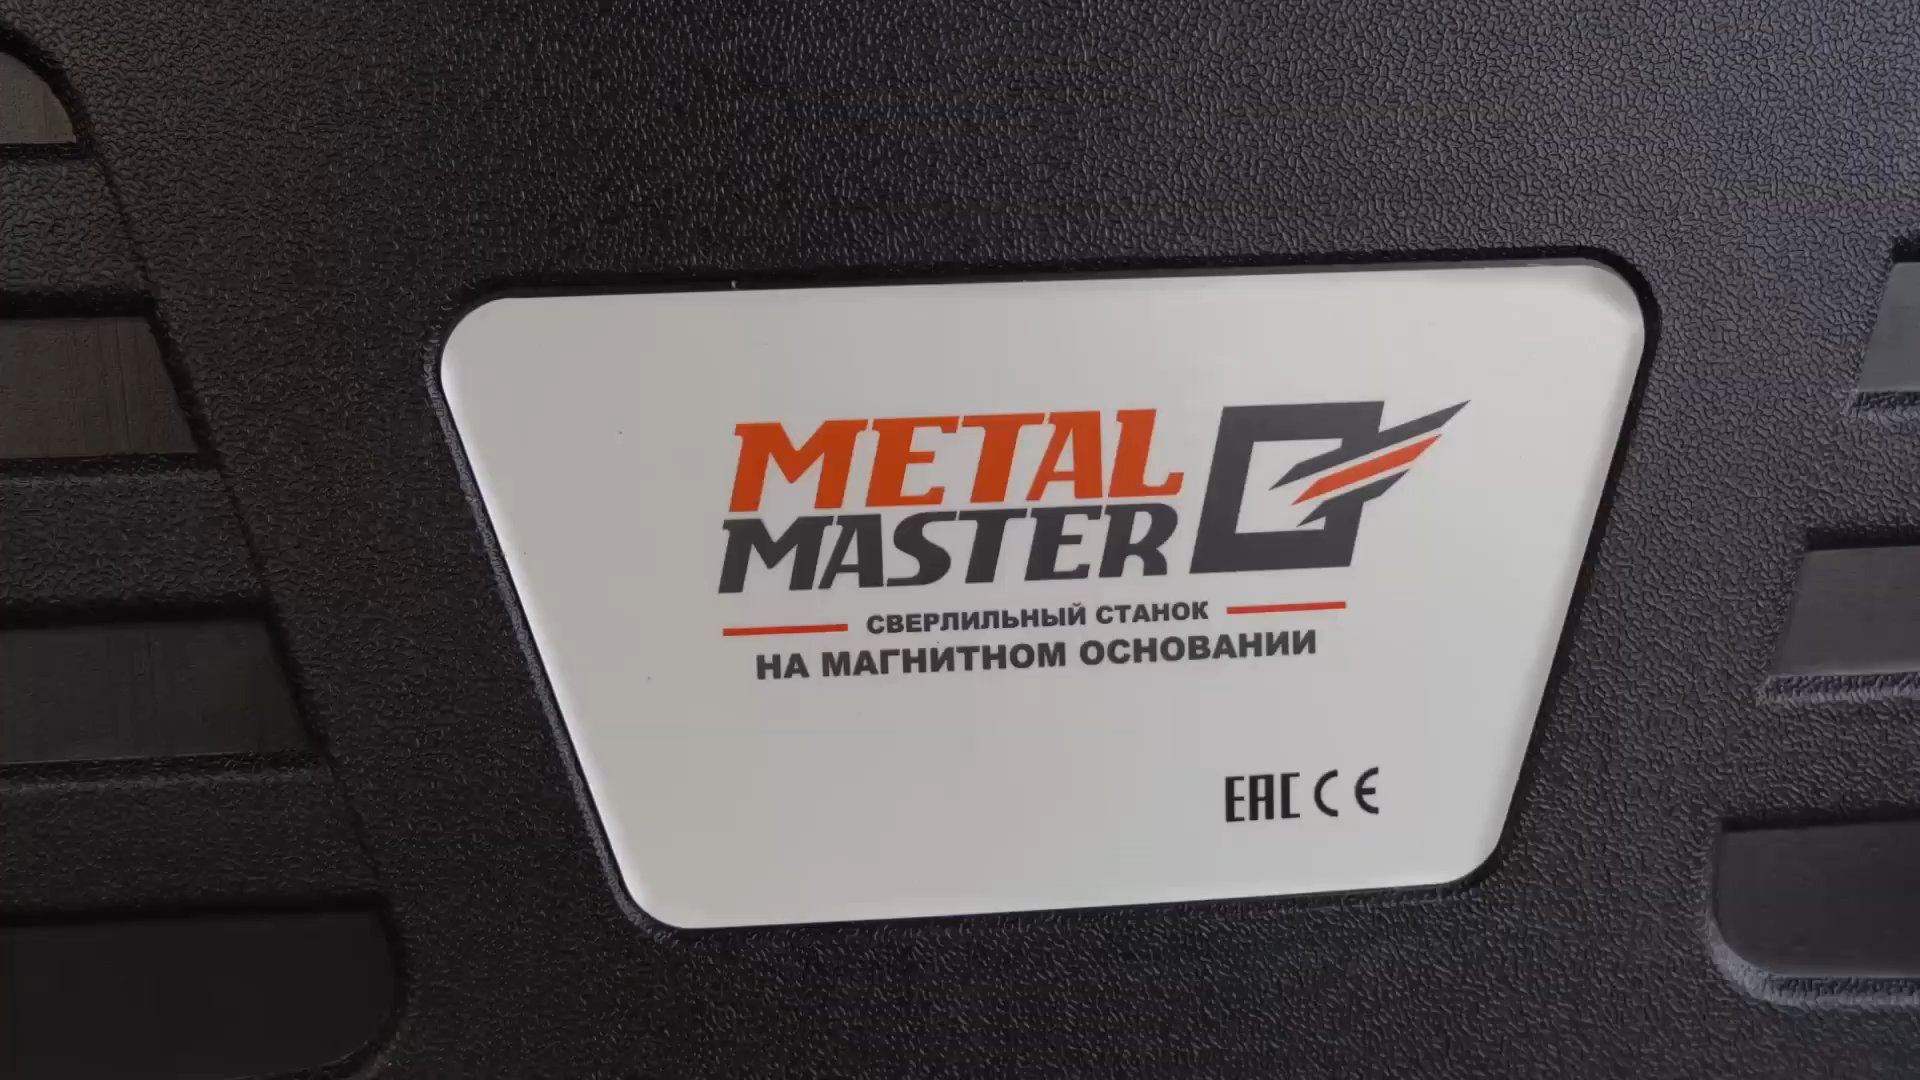 METAL
MASTER
СВЕРЛИЛЬНЫЙ СТАНОК
НА МАГНИТНОМ ОСНОВАНИИ
EAC CE